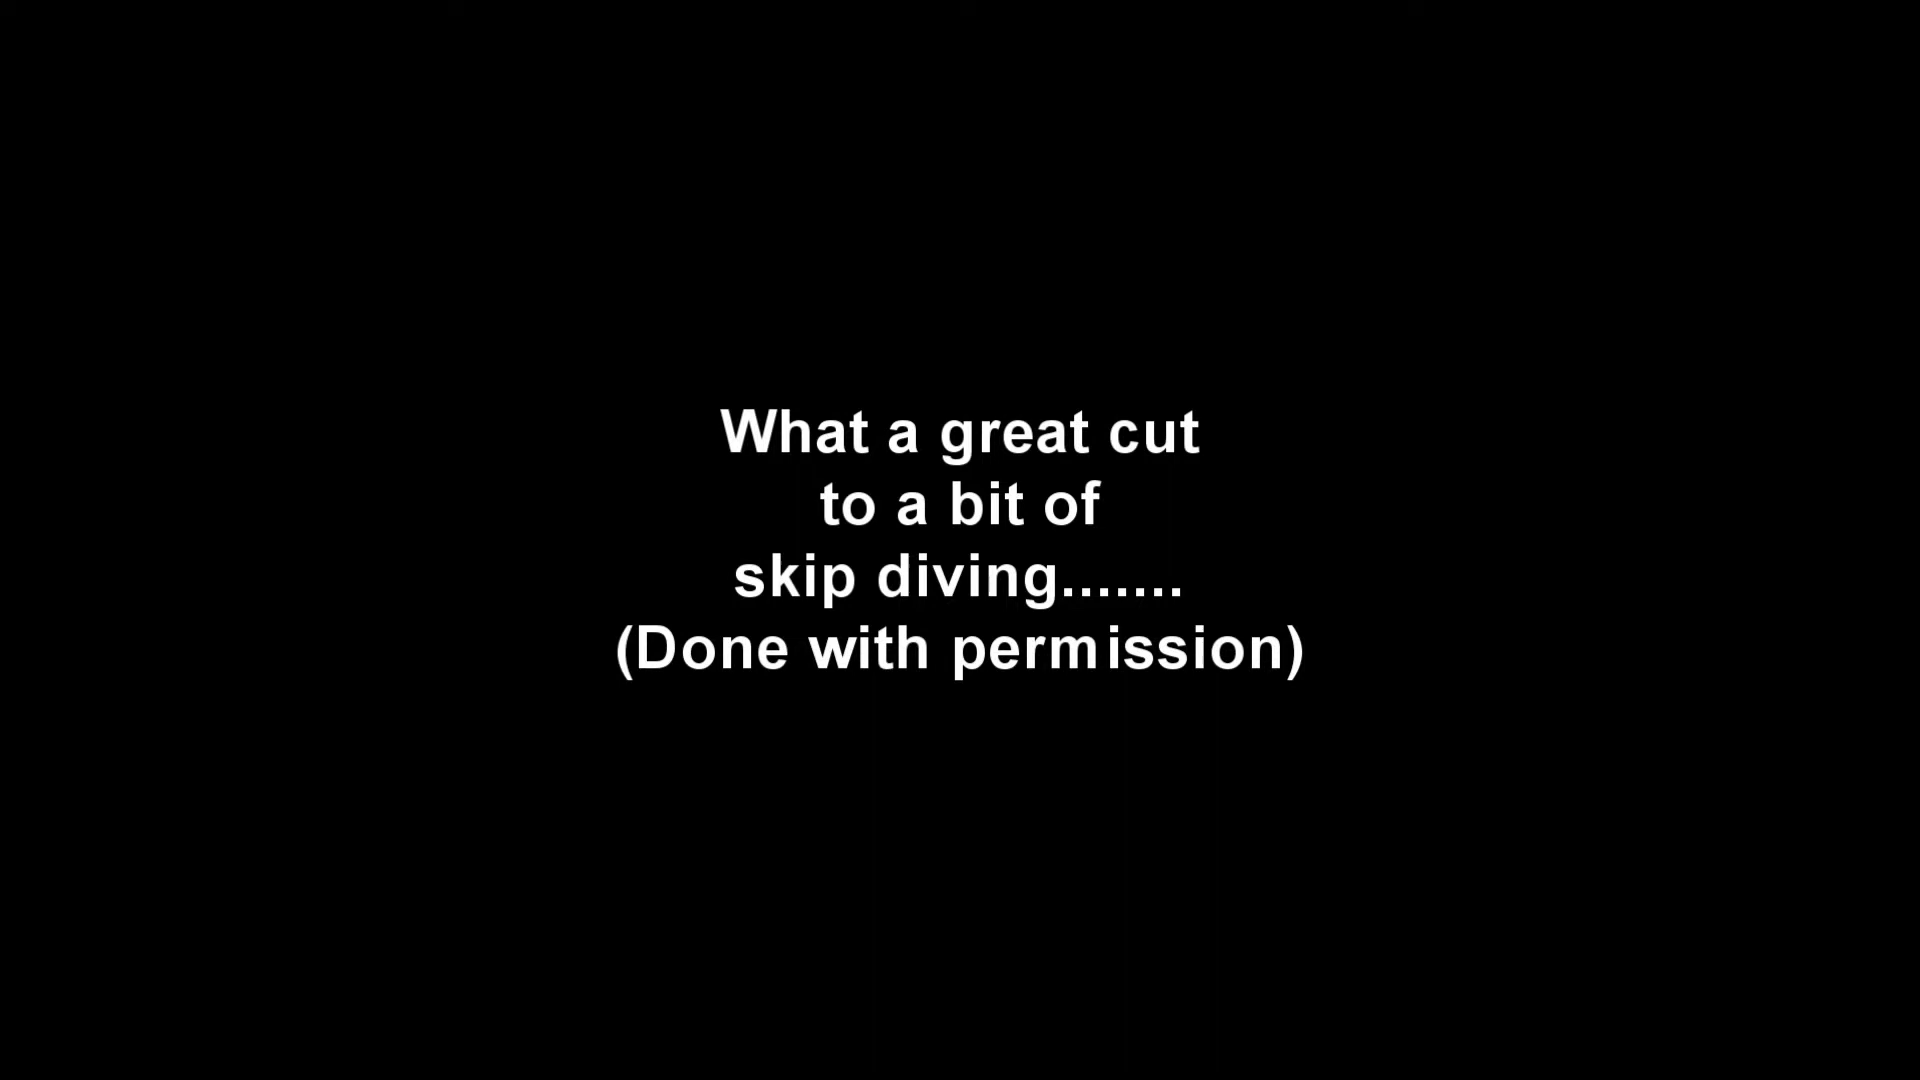 What a great cut
to a bit of
skip diving.......
(Done with permission)